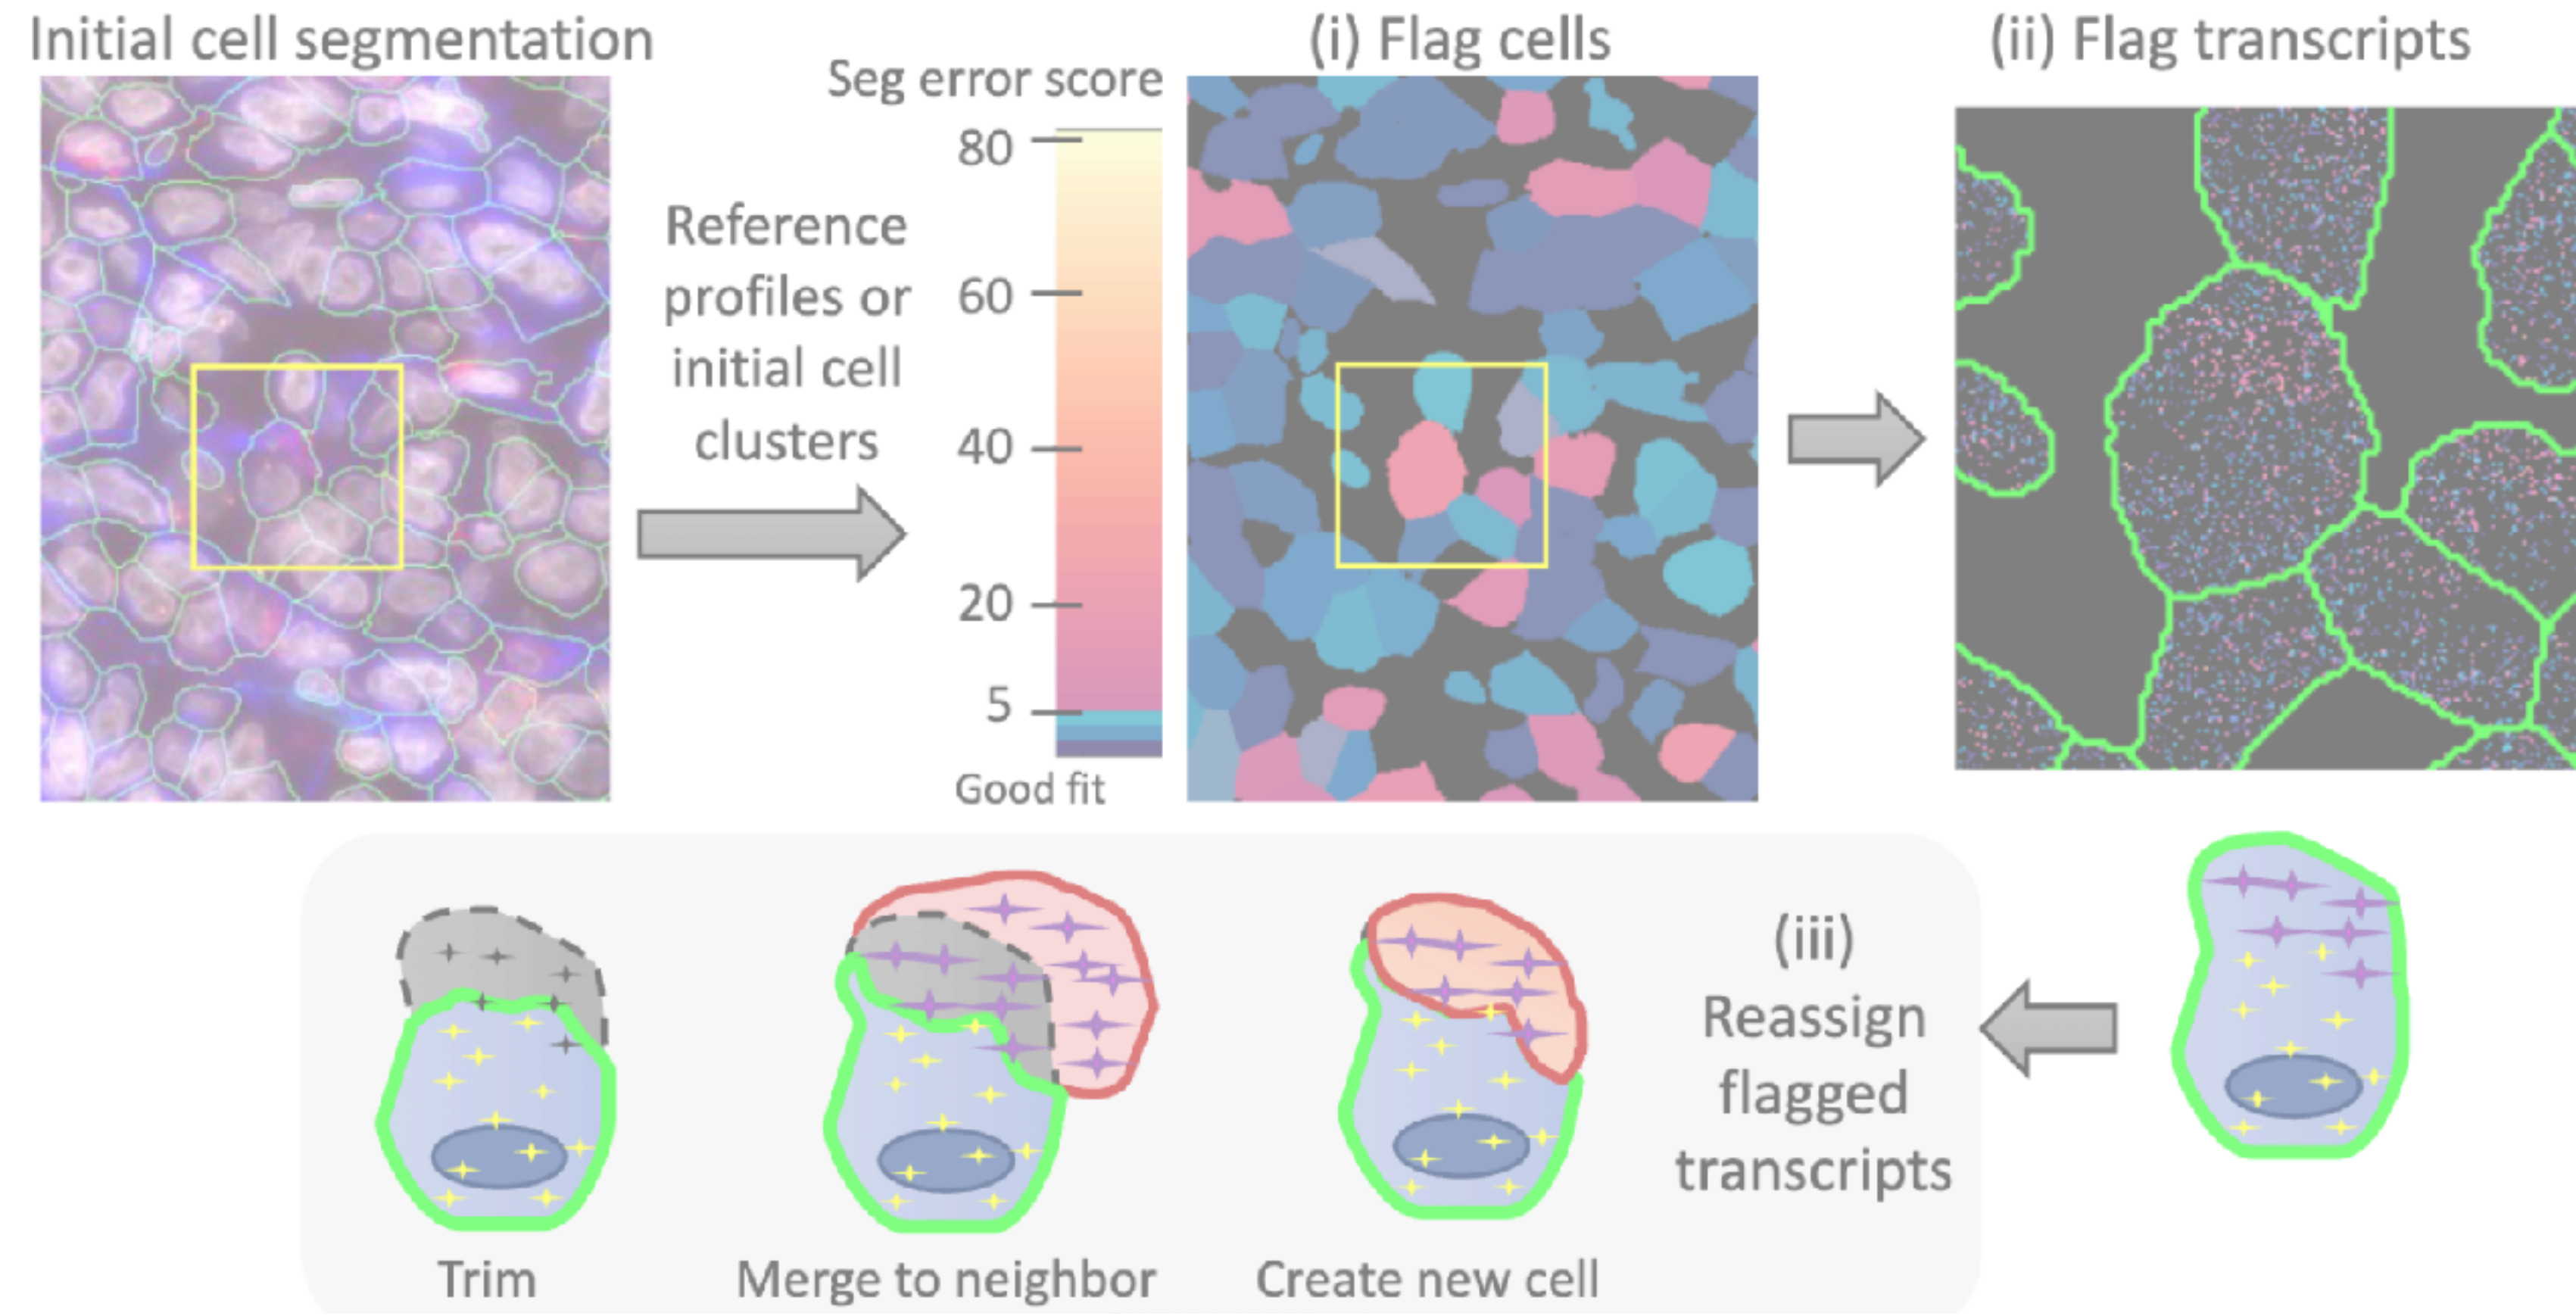 Initial cell segmentation
Seg error score
80
60
40
20
5
Good fit
Reference
profiles or
initial cell
clusters
(i) Flag cells
(ii) Flag transcripts
(iii)
Reassign
flagged
transcripts
Trim
Merge to neighbor
Create new cell